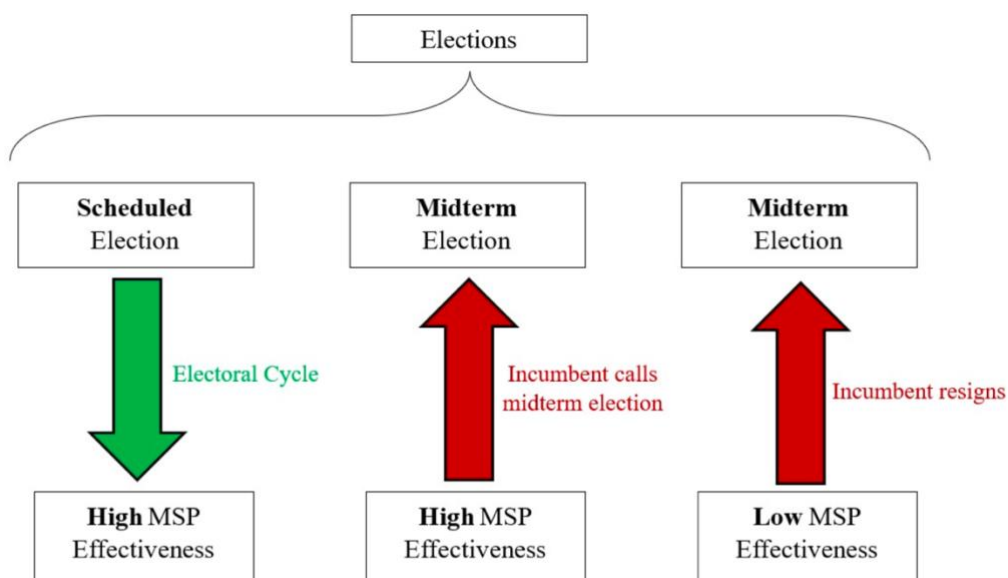 Elections
Scheduled
Election
Midterm
Election
Midterm
Election
Electoral Cycle
Incumbent calls
midterm election
Incumbent resigns
High MSP
Effectiveness
High MSP
Effectiveness
Low MSP
Effectiveness